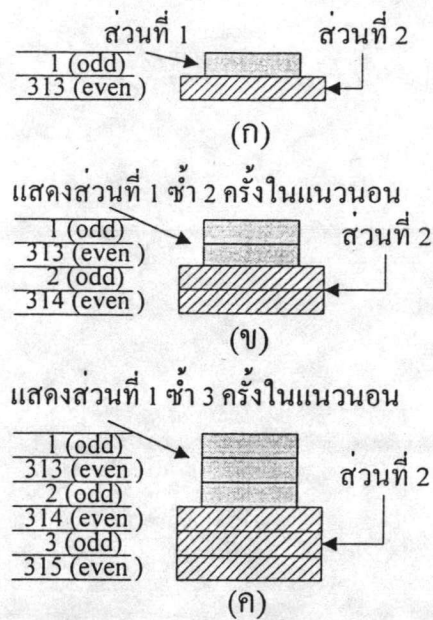 ส่วนที่ 1 ส่วนที่ 2
1 (odd)
313 (even)
(ก)
แสดงส่วนที่ 1 ซ้ำ 2 ครั้งในแนวนอน
1 (odd) ส่วนที่ 2
313 (even)
2 (odd)
314 (even)
(ข)
แสดงส่วนที่ 1 ซ้ำ 3 ครั้งในแนวนอน
1 (odd)
313 (even) ส่วนที่ 2
2 (odd)
314 (even)
3 (odd)
315 (even)
(ค)